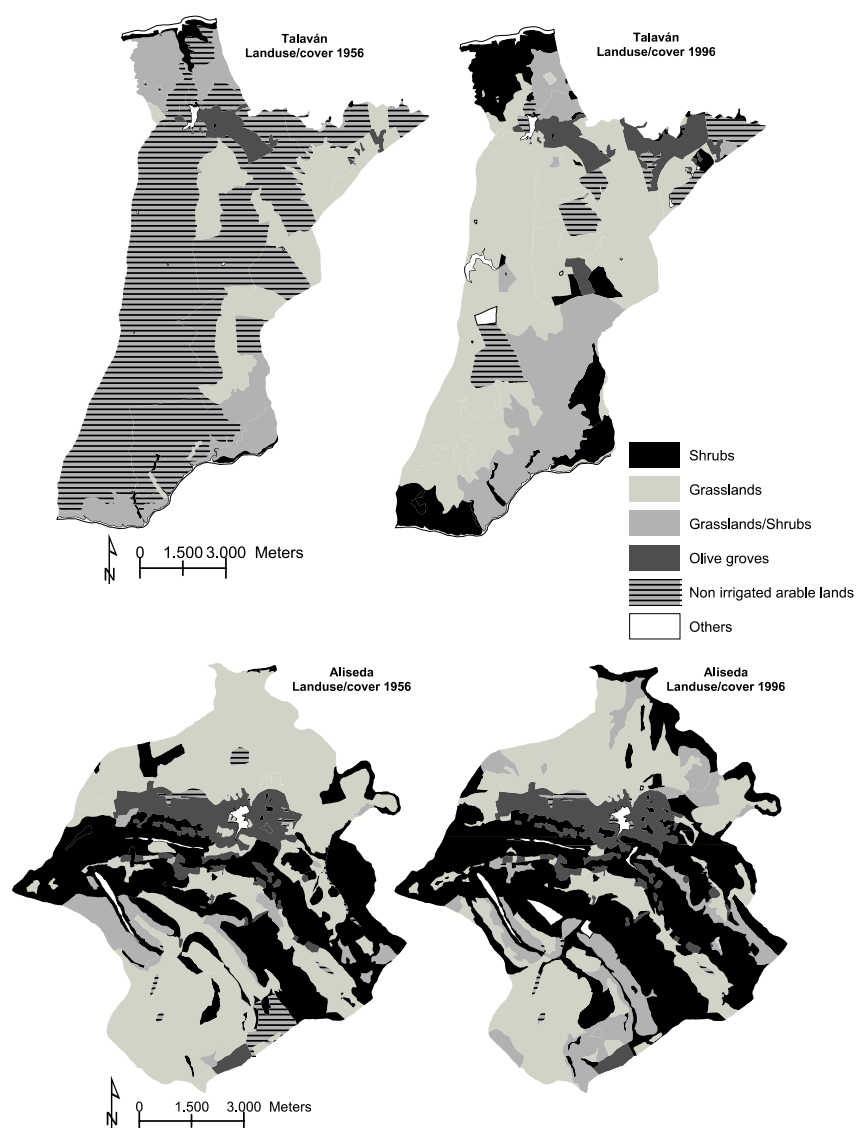 Talaván
Landuse/cover 1956
Talaván
Landuse/cover 1996
Shrubs
Grasslands
Grasslands/Shrubs
Olive groves
Non irrigated arable lands
Others
N
0 1.500 3.000 Meters
Aliseda
Landuse/cover 1956
Aliseda
Landuse/cover 1996
N
0 1.500 3.000 Meters